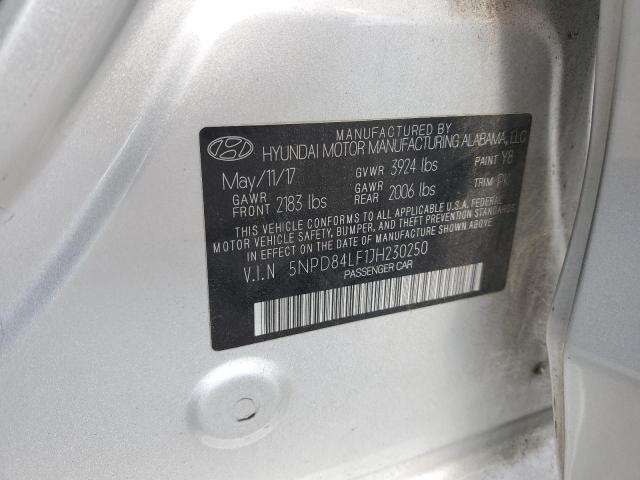 MANUFACTURED BY
HYUNDAI MOTOR MANUFACTURING ALABAMA, LLC
May/11/17 GVWR 3924 lbs PAINT Y8
GAWR FRONT 2183 lbs GAWR REAR 2006 lbs TRIM PK
THIS VEHICLE CONFORMS TO ALL APPLICABLE U.S.A. FEDERAL
MOTOR VEHICLE SAFETY, BUMPER, AND THEFT PREVENTION STANDARDS
IN EFFECT ON THE DATE OF MANUFACTURE SHOWN ABOVE.
V.I.N 5NPD84LF1JH230250
PASSENGER CAR